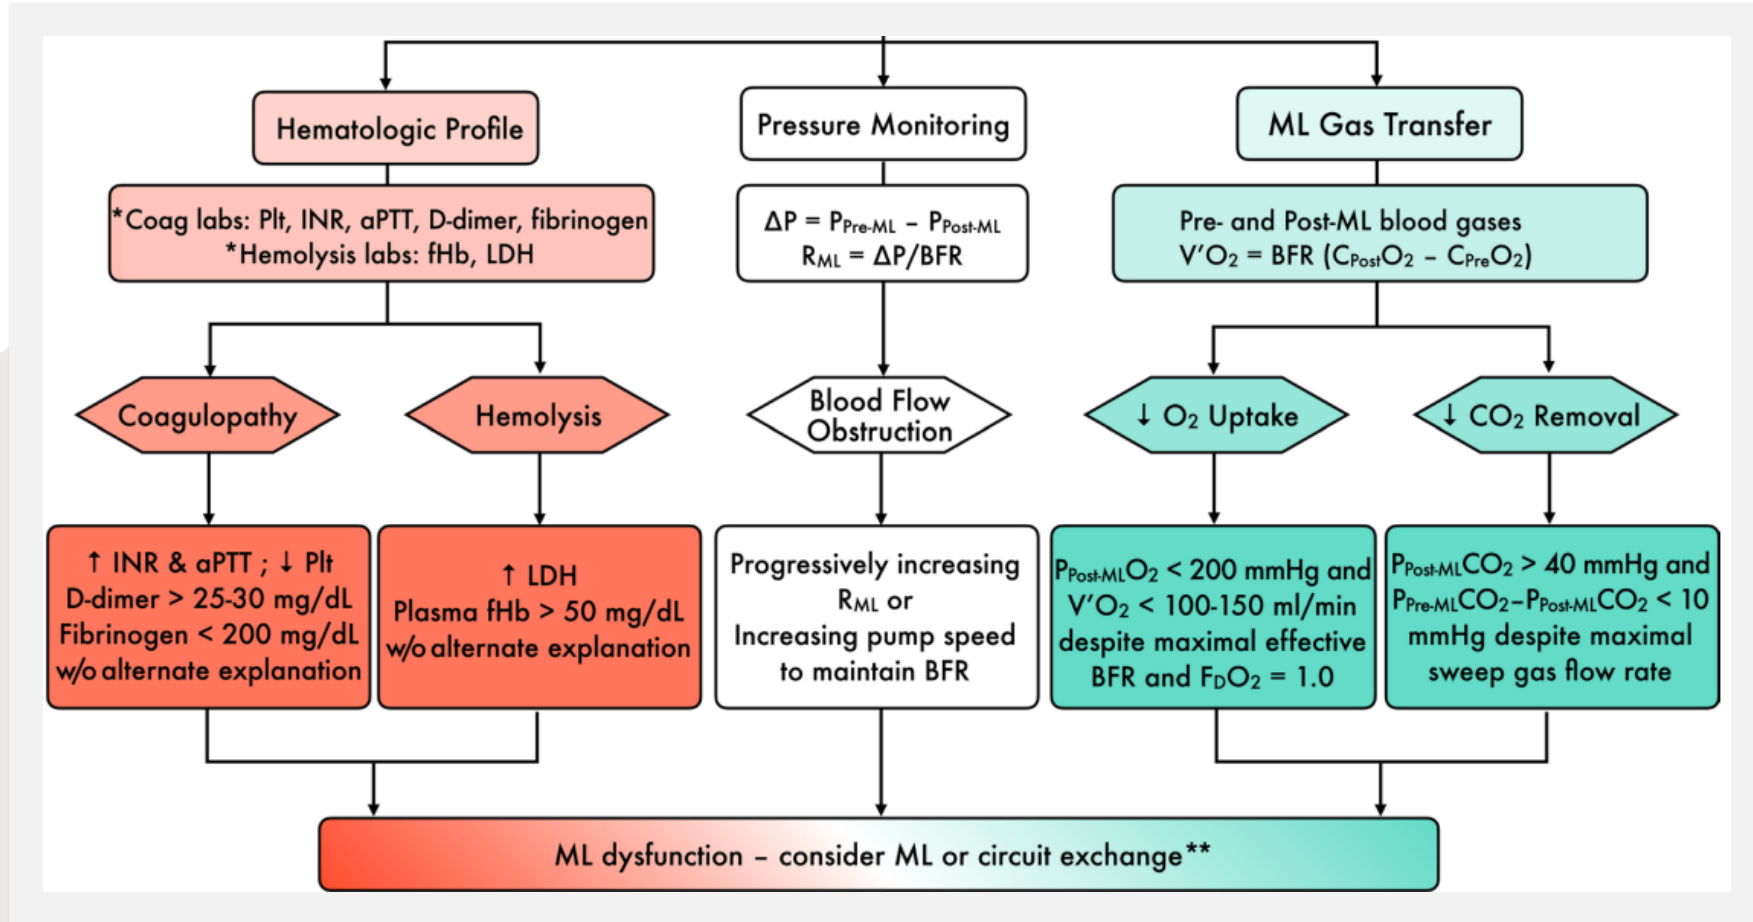 Hematologic Profile
*Coag labs: Plt, INR, aPTT, D-dimer, fibrinogen
*Hemolysis labs: fHb, LDH
Coagulopathy
↑ INR & aPTT ; ↓ Plt
D-dimer > 25-30 mg/dL
Fibrinogen < 200 mg/dL
w/o alternate explanation
Hemolysis
↑ LDH
Plasma fHb > 50 mg/dL
w/o alternate explanation
Pressure Monitoring
ΔP = PPre-ML – PPost-ML
RML = ΔP/BFR
Blood Flow
Obstruction
Progressively increasing
RML or
Increasing pump speed
to maintain BFR
ML Gas Transfer
Pre- and Post-ML blood gases
V'O2 = BFR (CPostO2 – CPreO2)
↓ O2 Uptake
PPost-MLO2 < 200 mmHg and
V'O2 < 100-150 ml/min
despite maximal effective
BFR and FDO2 = 1.0
↓ CO2 Removal
PPost-MLCO2 > 40 mmHg and
PPre-MLCO2–PPost-MLCO2 < 10
mmHg despite maximal
sweep gas flow rate
ML dysfunction – consider ML or circuit exchange**